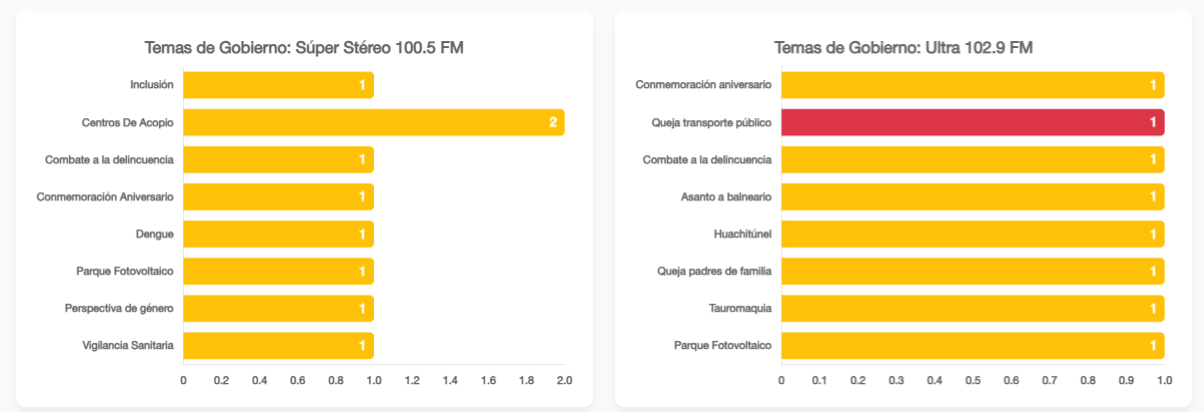 Temas de Gobierno: Súper Stéreo 100.5 FM
Inclusión 1
Centros De Acopio 2
Combate a la delincuencia 1
Conmemoración Aniversario 1
Dengue 1
Parque Fotovoltaico 1
Perspectiva de género 1
Vigilancia Sanitaria 1
0 0.2 0.4 0.6 0.8 1.0 1.2 1.4 1.6 1.8 2.0
Temas de Gobierno: Ultra 102.9 FM
Conmemoración aniversario 1
Queja transporte público 1
Combate a la delincuencia 1
Asanto a balneario 1
Huachitúnel 1
Queja padres de familia 1
Tauromaquia 1
Parque Fotovoltaico 1
0 0.1 0.2 0.3 0.4 0.5 0.6 0.7 0.8 0.9 1.0